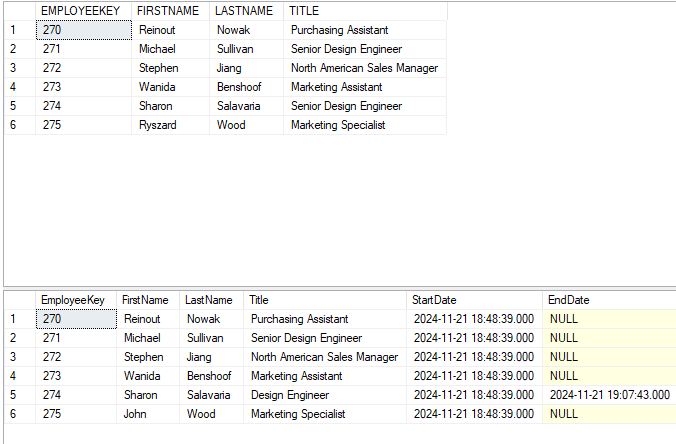 EMPLOYEEKEY FIRSTNAME LASTNAME TITLE
1 270 Reinout Nowak Purchasing Assistant
2 271 Michael Sullivan Senior Design Engineer
3 272 Stephen Jiang North American Sales Manager
4 273 Wanida Benshoof Marketing Assistant
5 274 Sharon Salavaria Senior Design Engineer
6 275 Ryszard Wood Marketing Specialist
EmployeeKey FirstName LastName Title StartDate EndDate
1 270 Reinout Nowak Purchasing Assistant 2024-11-21 18:48:39.000 NULL
2 271 Michael Sullivan Senior Design Engineer 2024-11-21 18:48:39.000 NULL
3 272 Stephen Jiang North American Sales Manager 2024-11-21 18:48:39.000 NULL
4 273 Wanida Benshoof Marketing Assistant 2024-11-21 18:48:39.000 NULL
5 274 Sharon Salavaria Design Engineer 2024-11-21 18:48:39.000 2024-11-21 19:07:43.000
6 275 John Wood Marketing Specialist 2024-11-21 18:48:39.000 NULL